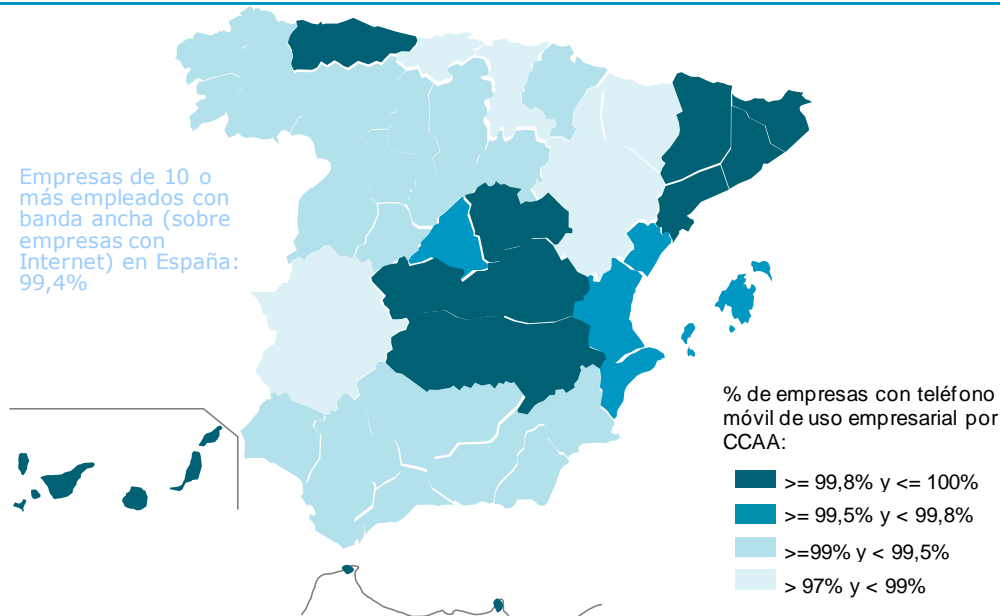 Empresas de 10 o
más empleados con
banda ancha (sobre
empresas con
Internet) en España:
99,4%
% de empresas con teléfono
móvil de uso empresarial por
CCAA:
>= 99,8% y <= 100%
>= 99,5% y < 99,8%
>=99% y < 99,5%
> 97% y < 99%